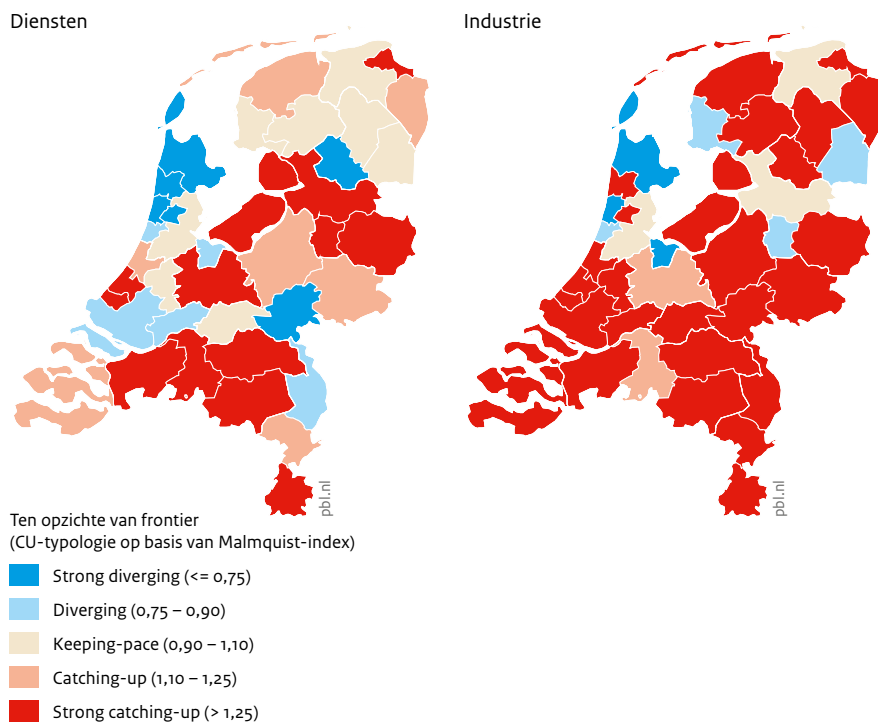 Diensten
Industrie
pbl.nl
pbl.nl
Ten opzichte van frontier
(CU-typologie op basis van Malmquist-index)
Strong diverging (<= 0,75)
Diverging (0,75 – 0,90)
Keeping-pace (0,90 – 1,10)
Catching-up (1,10 – 1,25)
Strong catching-up (> 1,25)